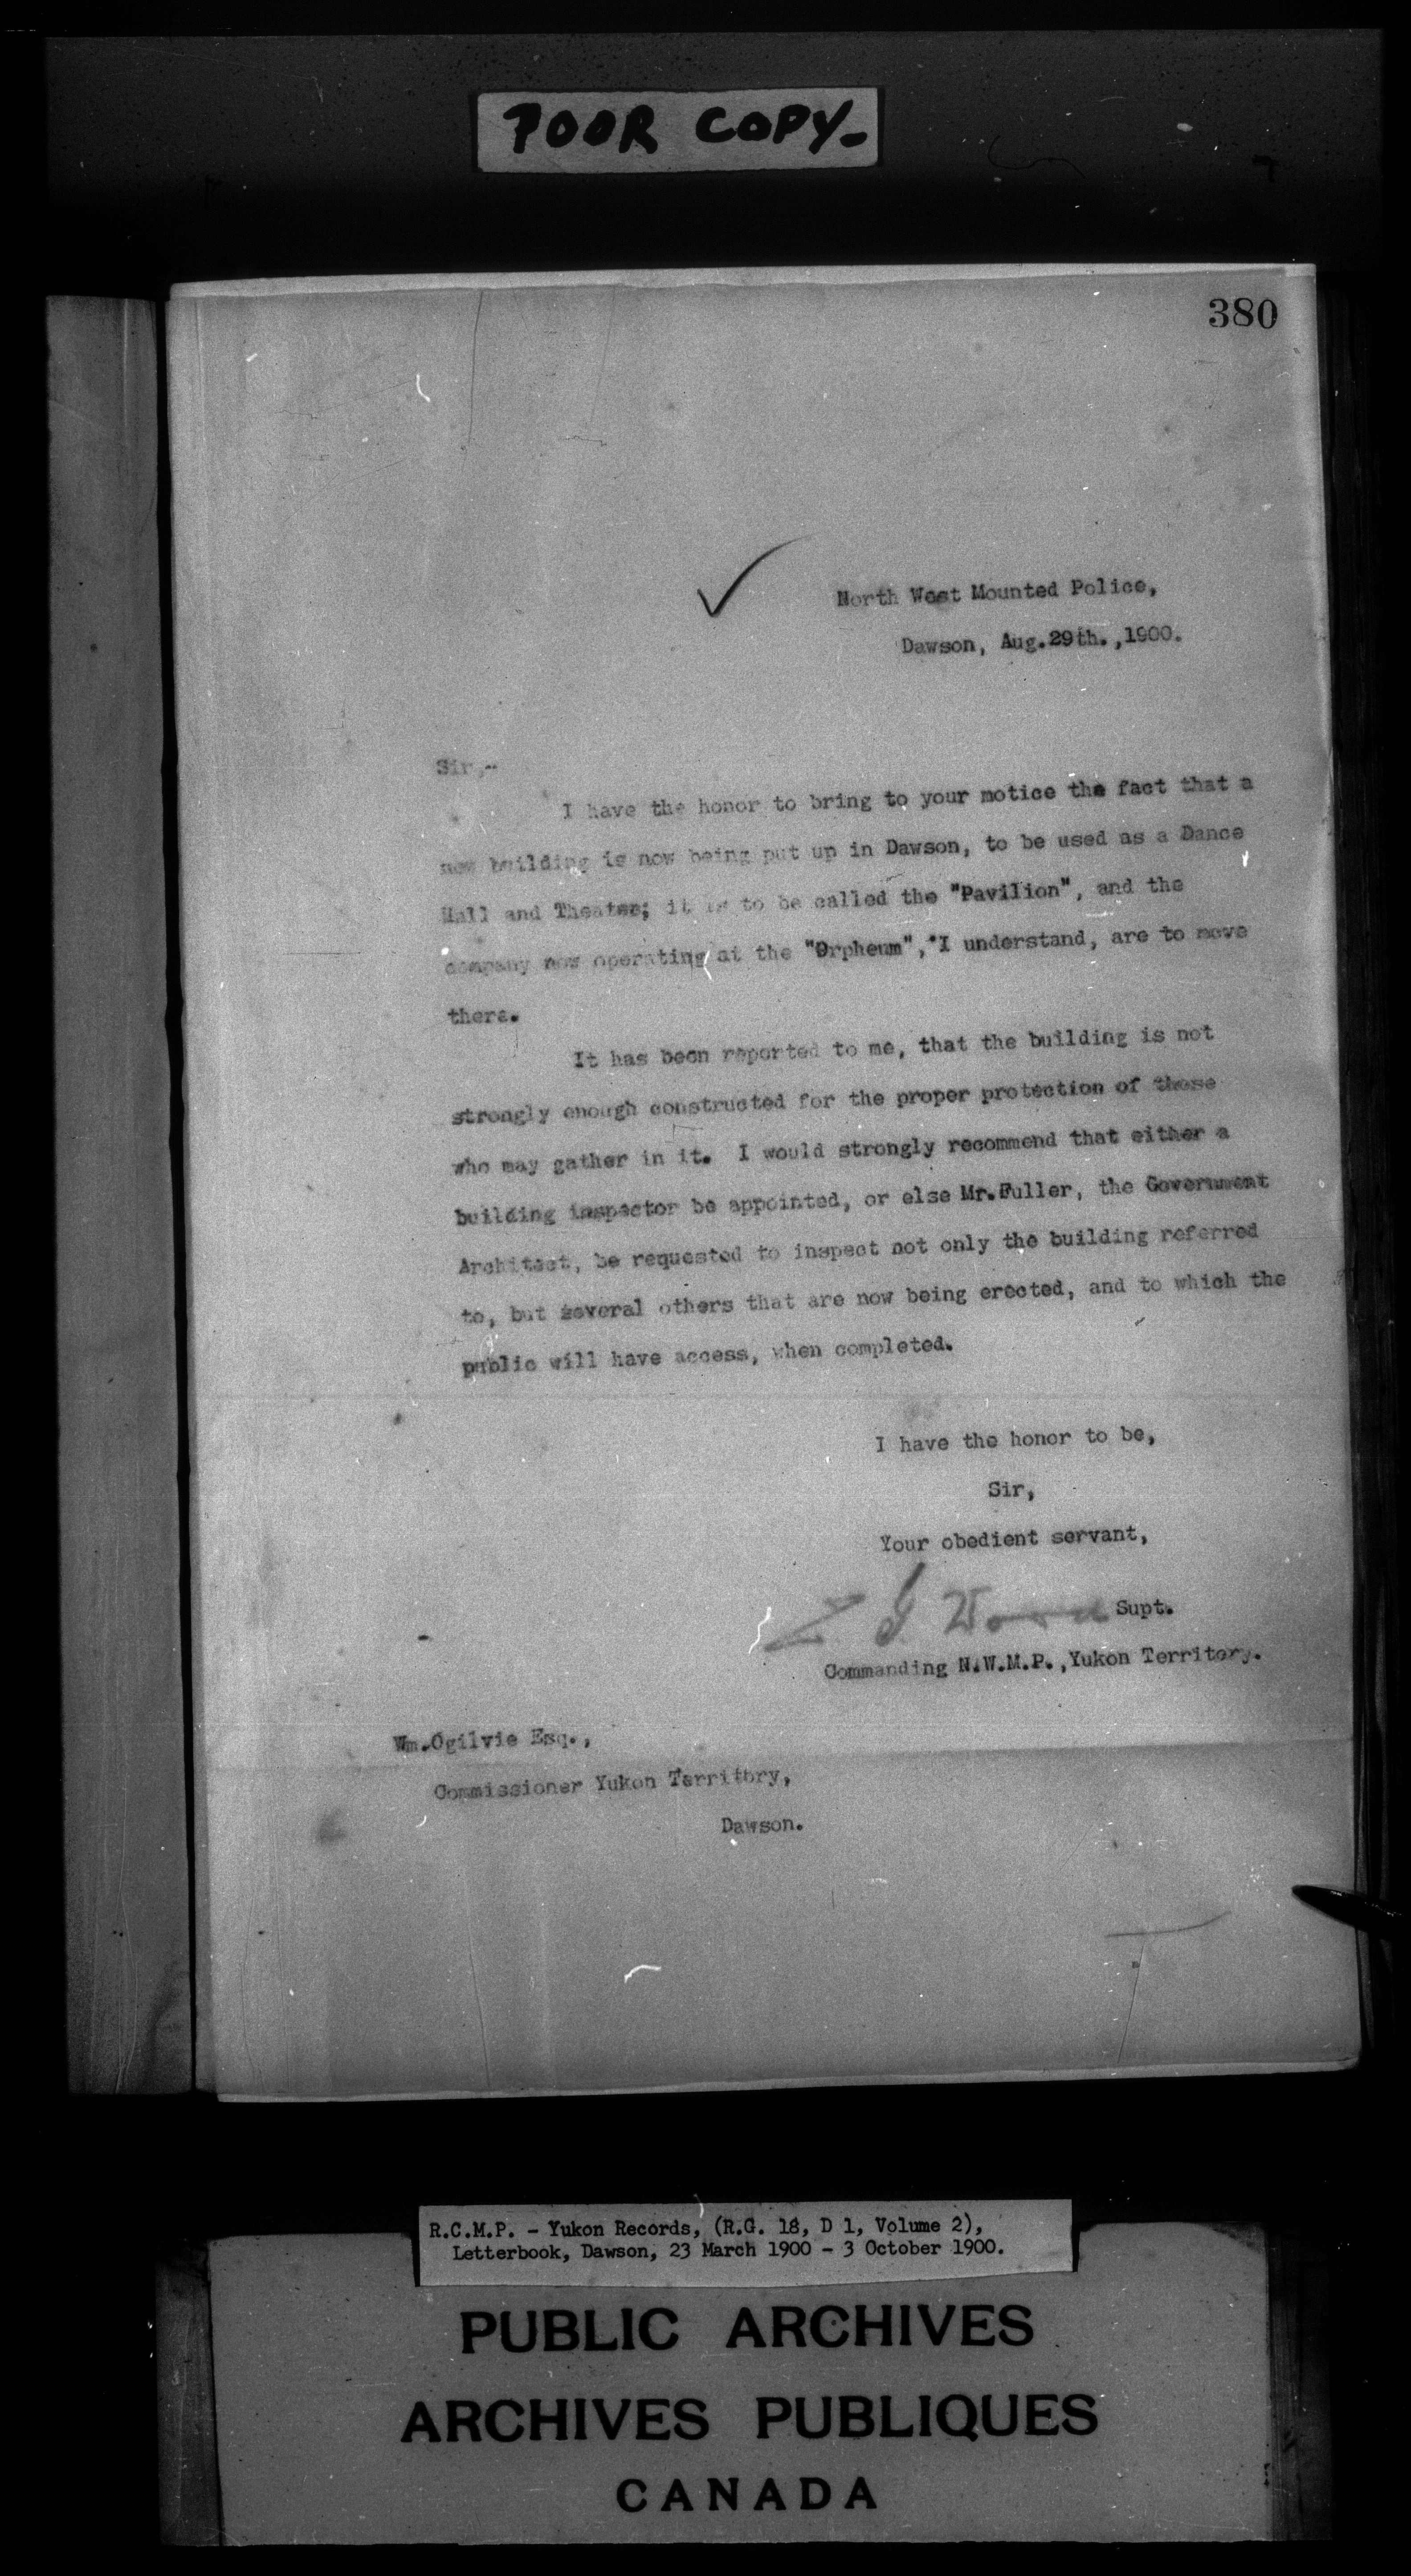 POOR COPY-
380
North West Mounted Police,
Dawson, Aug.29th.,1900.
Sir,-
I have the honor to bring to your notice the fact that a
new building is now being put up in Dawson, to be used as a Dance
Hall and Theater; it is to be called the "Pavilion", and the
company now operating at the "Orpheum", I understand, are to move
there.
It has been reported to me, that the building is not
strongly enough constructed for the proper protection of those
who may gather in it. I would strongly recommend that either a
building inspector be appointed, or else Mr.Fuller, the Government
Architect, be requested to inspect not only the building referred
to, but several others that are now being erected, and to which the
public will have access, when completed.
I have the honor to be,
Sir,
Your obedient servant,
Z J Wood Supt.
Commanding N.W.M.P.,Yukon Territory.
Wm.Ogilvie Esq.,
Commissioner Yukon Territory,
Dawson.
R.C.M.P. - Yukon Records, (R.G. 18, D 1, Volume 2),
Letterbook, Dawson, 23 March 1900 - 3 October 1900.
PUBLIC ARCHIVES
ARCHIVES PUBLIQUES
CANADA